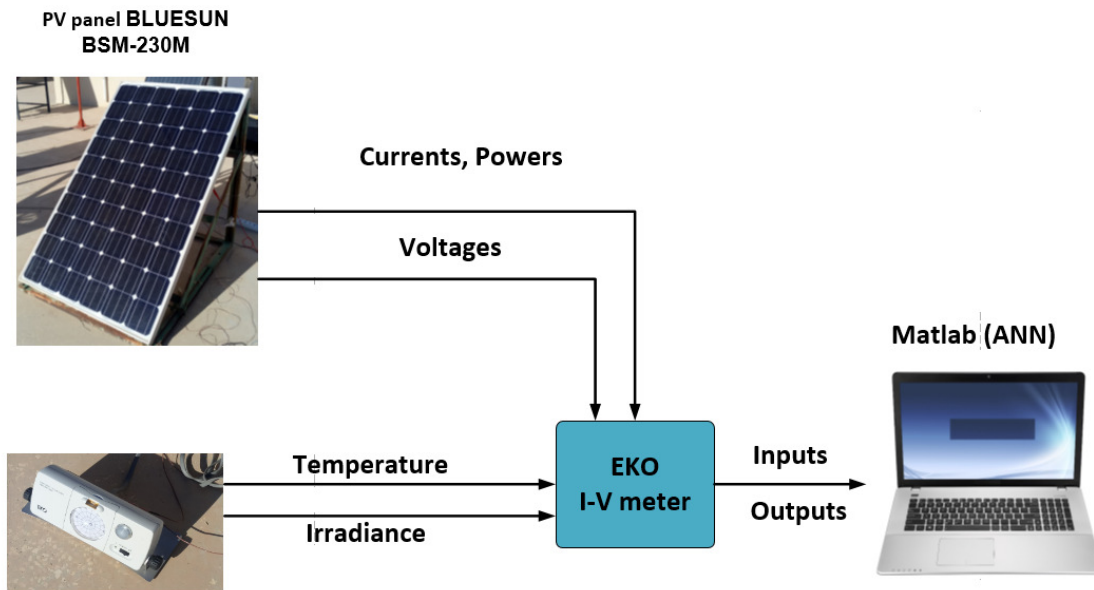 PV panel BLUESUN
BSM-230M
Currents, Powers
Voltages
Matlab (ANN)
Temperature
Irradiance
EKO
I-V meter
Inputs
Outputs